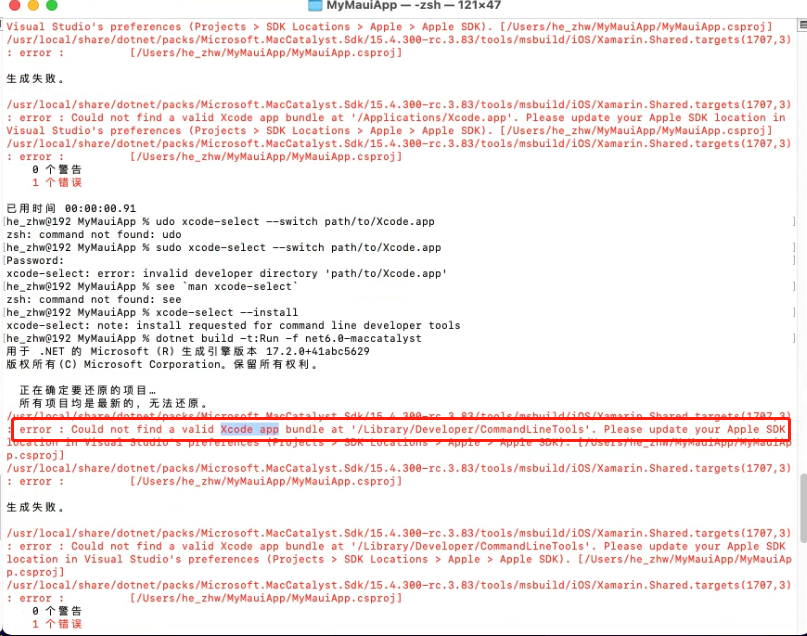 MyMauiApp — -zsh — 121×47
Visual Studio's preferences (Projects > SDK Locations > Apple > Apple SDK). [/Users/he_zhw/MyMauiApp/MyMauiApp.csproj]
/usr/local/share/dotnet/packs/Microsoft.MacCatalyst.Sdk/15.4.300-rc.3.83/tools/msbuild/iOS/Xamarin.Shared.targets(1707,3)
: error :         [/Users/he_zhw/MyMauiApp/MyMauiApp.csproj]
生成失败。
/usr/local/share/dotnet/packs/Microsoft.MacCatalyst.Sdk/15.4.300-rc.3.83/tools/msbuild/iOS/Xamarin.Shared.targets(1707,3)
: error : Could not find a valid Xcode app bundle at '/Applications/Xcode.app'. Please update your Apple SDK location in
Visual Studio's preferences (Projects > SDK Locations > Apple > Apple SDK). [/Users/he_zhw/MyMauiApp/MyMauiApp.csproj]
/usr/local/share/dotnet/packs/Microsoft.MacCatalyst.Sdk/15.4.300-rc.3.83/tools/msbuild/iOS/Xamarin.Shared.targets(1707,3)
: error :         [/Users/he_zhw/MyMauiApp/MyMauiApp.csproj]
0 个警告
1 个错误
已用时间 00:00:00.91
[he_zhw@192 MyMauiApp % udo xcode-select --switch path/to/Xcode.app ]
zsh: command not found: udo
[he_zhw@192 MyMauiApp % sudo xcode-select --switch path/to/Xcode.app ]
[Password: ]
xcode-select: error: invalid developer directory 'path/to/Xcode.app'
[he_zhw@192 MyMauiApp % see `man xcode-select` ]
zsh: command not found: see
[he_zhw@192 MyMauiApp % xcode-select --install ]
xcode-select: note: install requested for command line developer tools
[he_zhw@192 MyMauiApp % dotnet build -t:Run -f net6.0-maccatalyst ]
用于 .NET 的 Microsoft (R) 生成引擎版本 17.2.0+41abc5629
版权所有(C) Microsoft Corporation。保留所有权利。
正在确定要还原的项目…
所有项目均是最新的，无法还原。
/usr/local/share/dotnet/packs/Microsoft.MacCatalyst.Sdk/15.4.300-rc.3.83/tools/msbuild/iOS/Xamarin.Shared.targets(1707,3)
: error : Could not find a valid Xcode app bundle at '/Library/Developer/CommandLineTools'. Please update your Apple SDK
location in Visual Studio's preferences (Projects > SDK Locations > Apple > Apple SDK). [/Users/he_zhw/MyMauiApp/MyMauiAp
p.csproj]
/usr/local/share/dotnet/packs/Microsoft.MacCatalyst.Sdk/15.4.300-rc.3.83/tools/msbuild/iOS/Xamarin.Shared.targets(1707,3)
: error :         [/Users/he_zhw/MyMauiApp/MyMauiApp.csproj]
生成失败。
/usr/local/share/dotnet/packs/Microsoft.MacCatalyst.Sdk/15.4.300-rc.3.83/tools/msbuild/iOS/Xamarin.Shared.targets(1707,3)
: error : Could not find a valid Xcode app bundle at '/Library/Developer/CommandLineTools'. Please update your Apple SDK
location in Visual Studio's preferences (Projects > SDK Locations > Apple > Apple SDK). [/Users/he_zhw/MyMauiApp/MyMauiAp
p.csproj]
/usr/local/share/dotnet/packs/Microsoft.MacCatalyst.Sdk/15.4.300-rc.3.83/tools/msbuild/iOS/Xamarin.Shared.targets(1707,3)
: error :         [/Users/he_zhw/MyMauiApp/MyMauiApp.csproj]
0 个警告
1 个错误